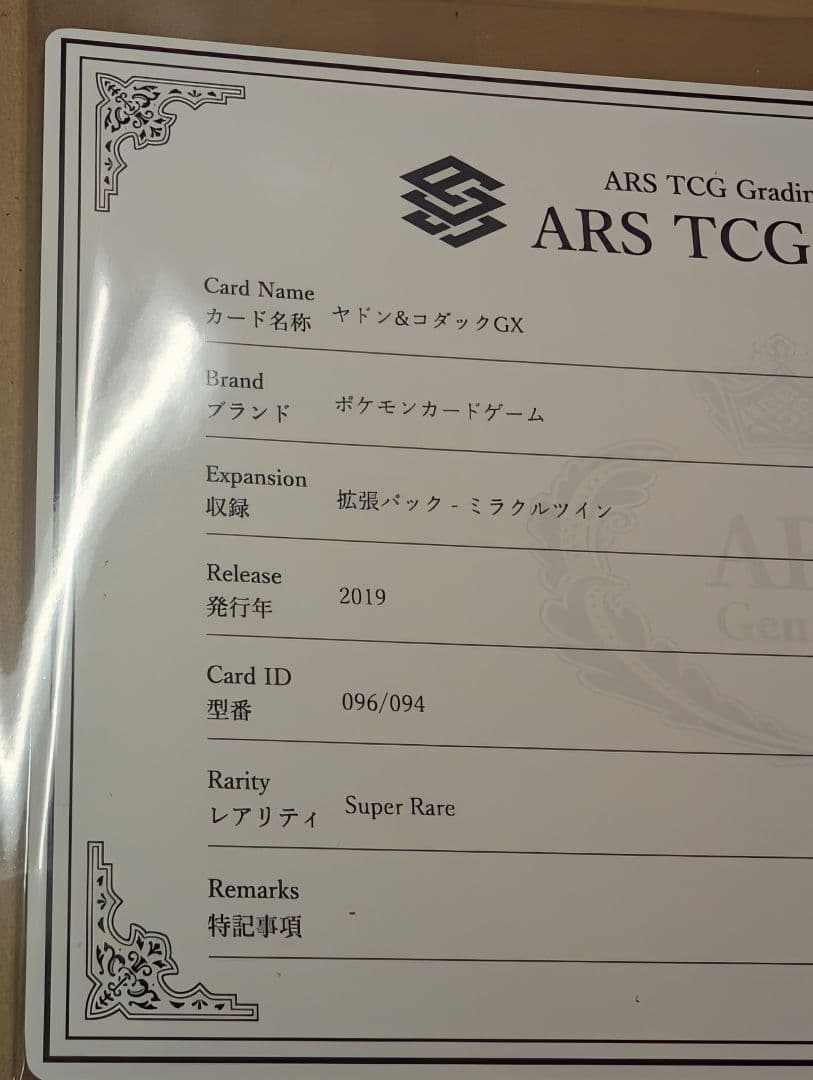 ARS TCG Gradin
ARS TCG
Card Name
カード名称 ヤドン&コダックGX
Brand
ブランド ポケモンカードゲーム
Expansion
収録 拡張パック - ミラクルツイン
Release
発行年 2019
Card ID
型番 096/094
Rarity
レアリティ Super Rare
Remarks
特記事項 -
Gen